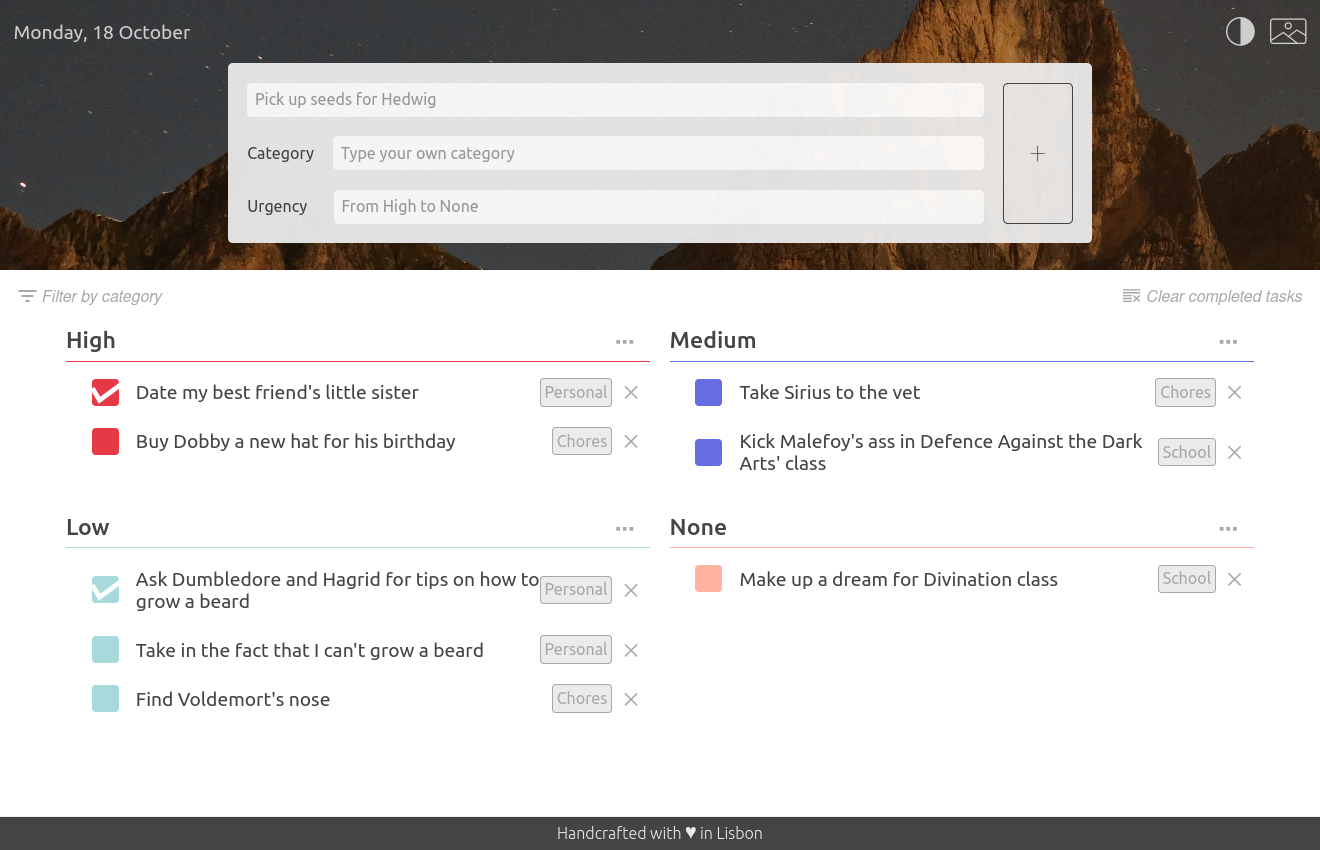 Monday, 18 October
Pick up seeds for Hedwig
Category
Type your own category
Urgency
From High to None
Filter by category
Clear completed tasks
High
Date my best friend's little sister
Personal
Buy Dobby a new hat for his birthday
Chores
Medium
Take Sirius to the vet
Chores
Kick Malefoy's ass in Defence Against the Dark
Arts' class
School
Low
Ask Dumbledore and Hagrid for tips on how to
grow a beard
Personal
Take in the fact that I can't grow a beard
Personal
Find Voldemort's nose
Chores
None
Make up a dream for Divination class
School
Handcrafted with ♥ in Lisbon